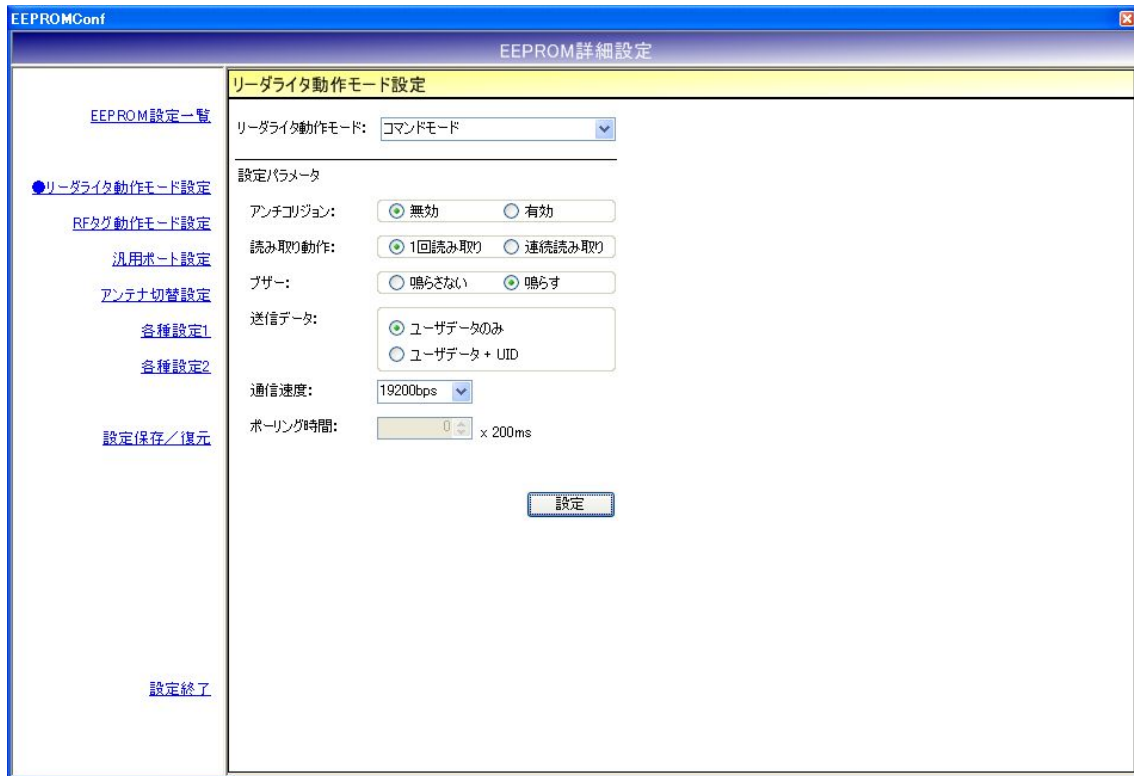 EEPROMConf
EEPROM詳細設定
EEPROM設定一覧
●リーダライタ動作モード設定
RFタグ動作モード設定
汎用ポート設定
アンテナ切替設定
各種設定1
各種設定2
設定保存／復元
設定終了
リーダライタ動作モード設定
リーダライタ動作モード: コマンドモード
設定パラメータ
アンチコリジョン: 無効 有効
読み取り動作: 1回読み取り 連続読み取り
ブザー: 鳴らさない 鳴らす
送信データ: ユーザデータのみ
ユーザデータ + UID
通信速度: 19200bps
ポーリング時間: 0 x 200ms
設定